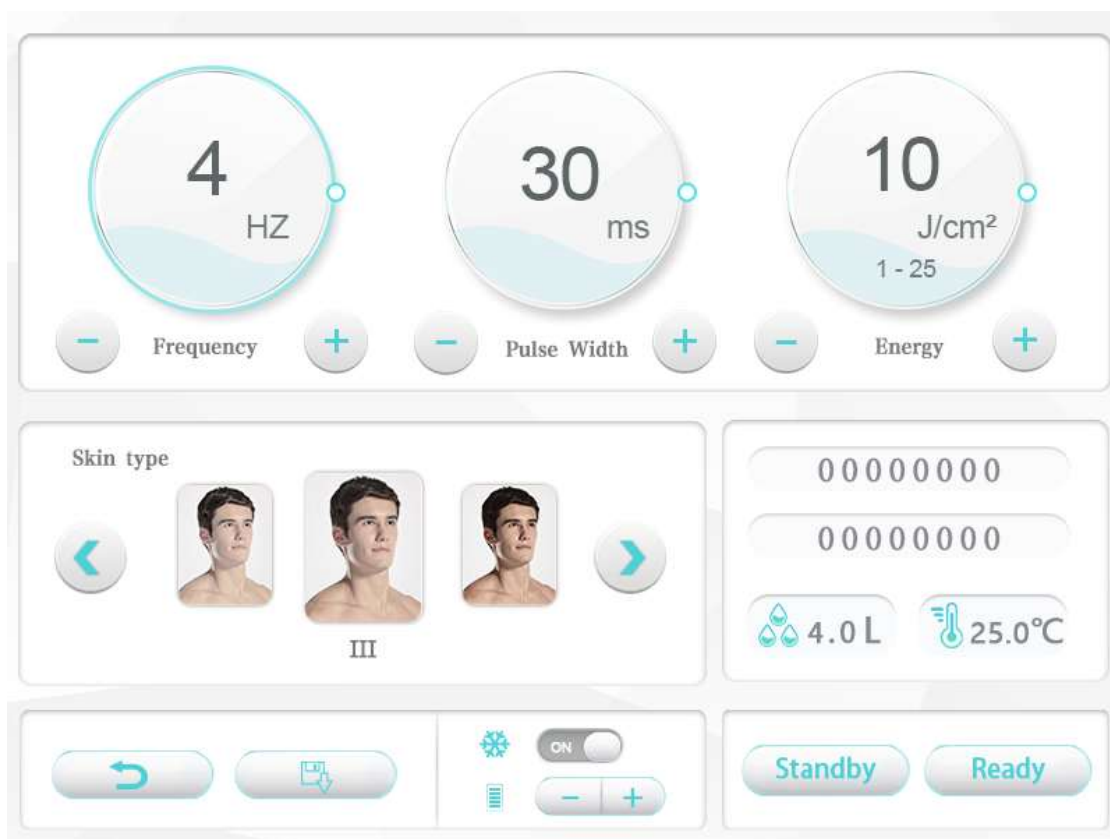 4
HZ
30
ms
10
J/cm²
1 - 25
− Frequency +
− Pulse Width +
− Energy +
Skin type
III
00000000
00000000
4.0 L
25.0℃
ON
− +
Standby
Ready